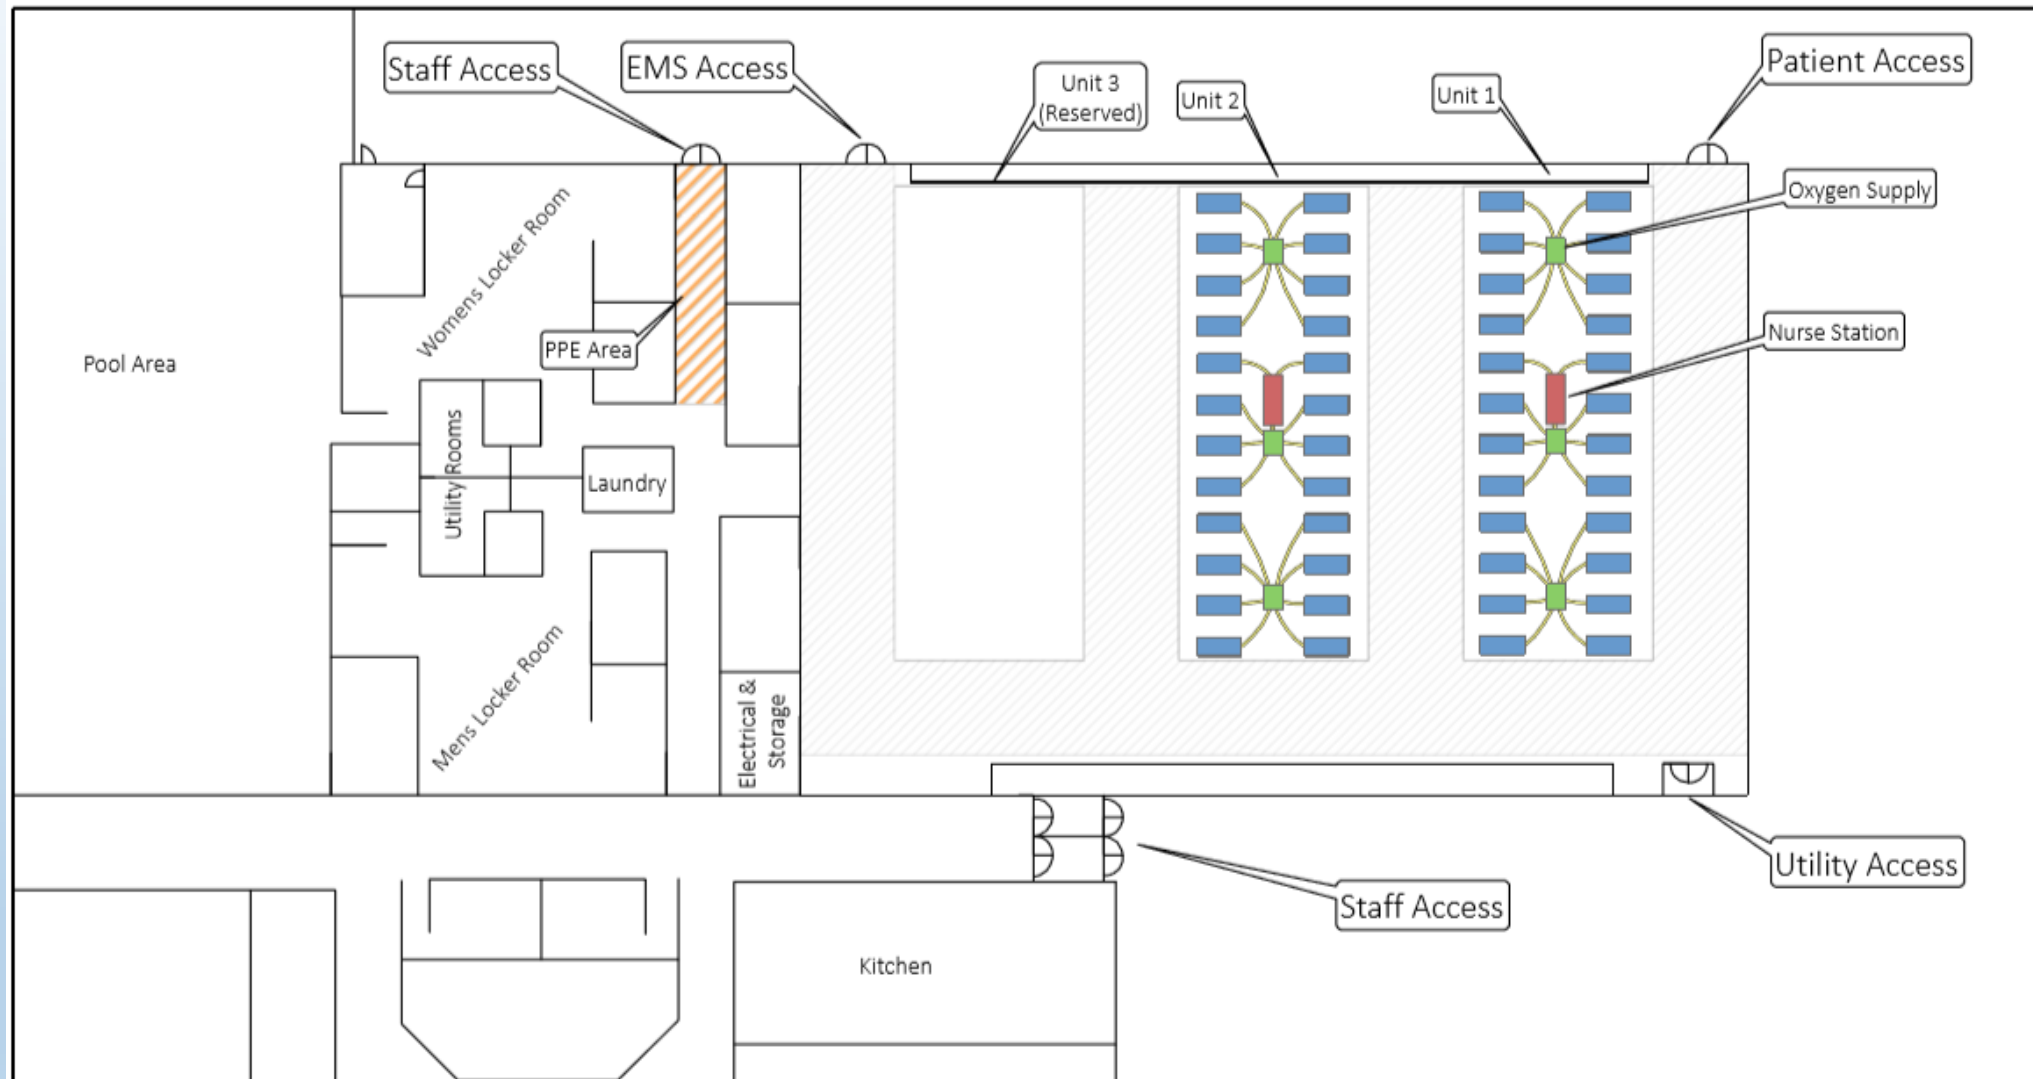 Staff Access
EMS Access
Unit 3
(Reserved)
Unit 2
Unit 1
Patient Access
Oxygen Supply
Womens Locker Room
PPE Area
Nurse Station
Pool Area
Utility Rooms
Laundry
Mens Locker Room
Electrical &
Storage
Utility Access
Staff Access
Kitchen